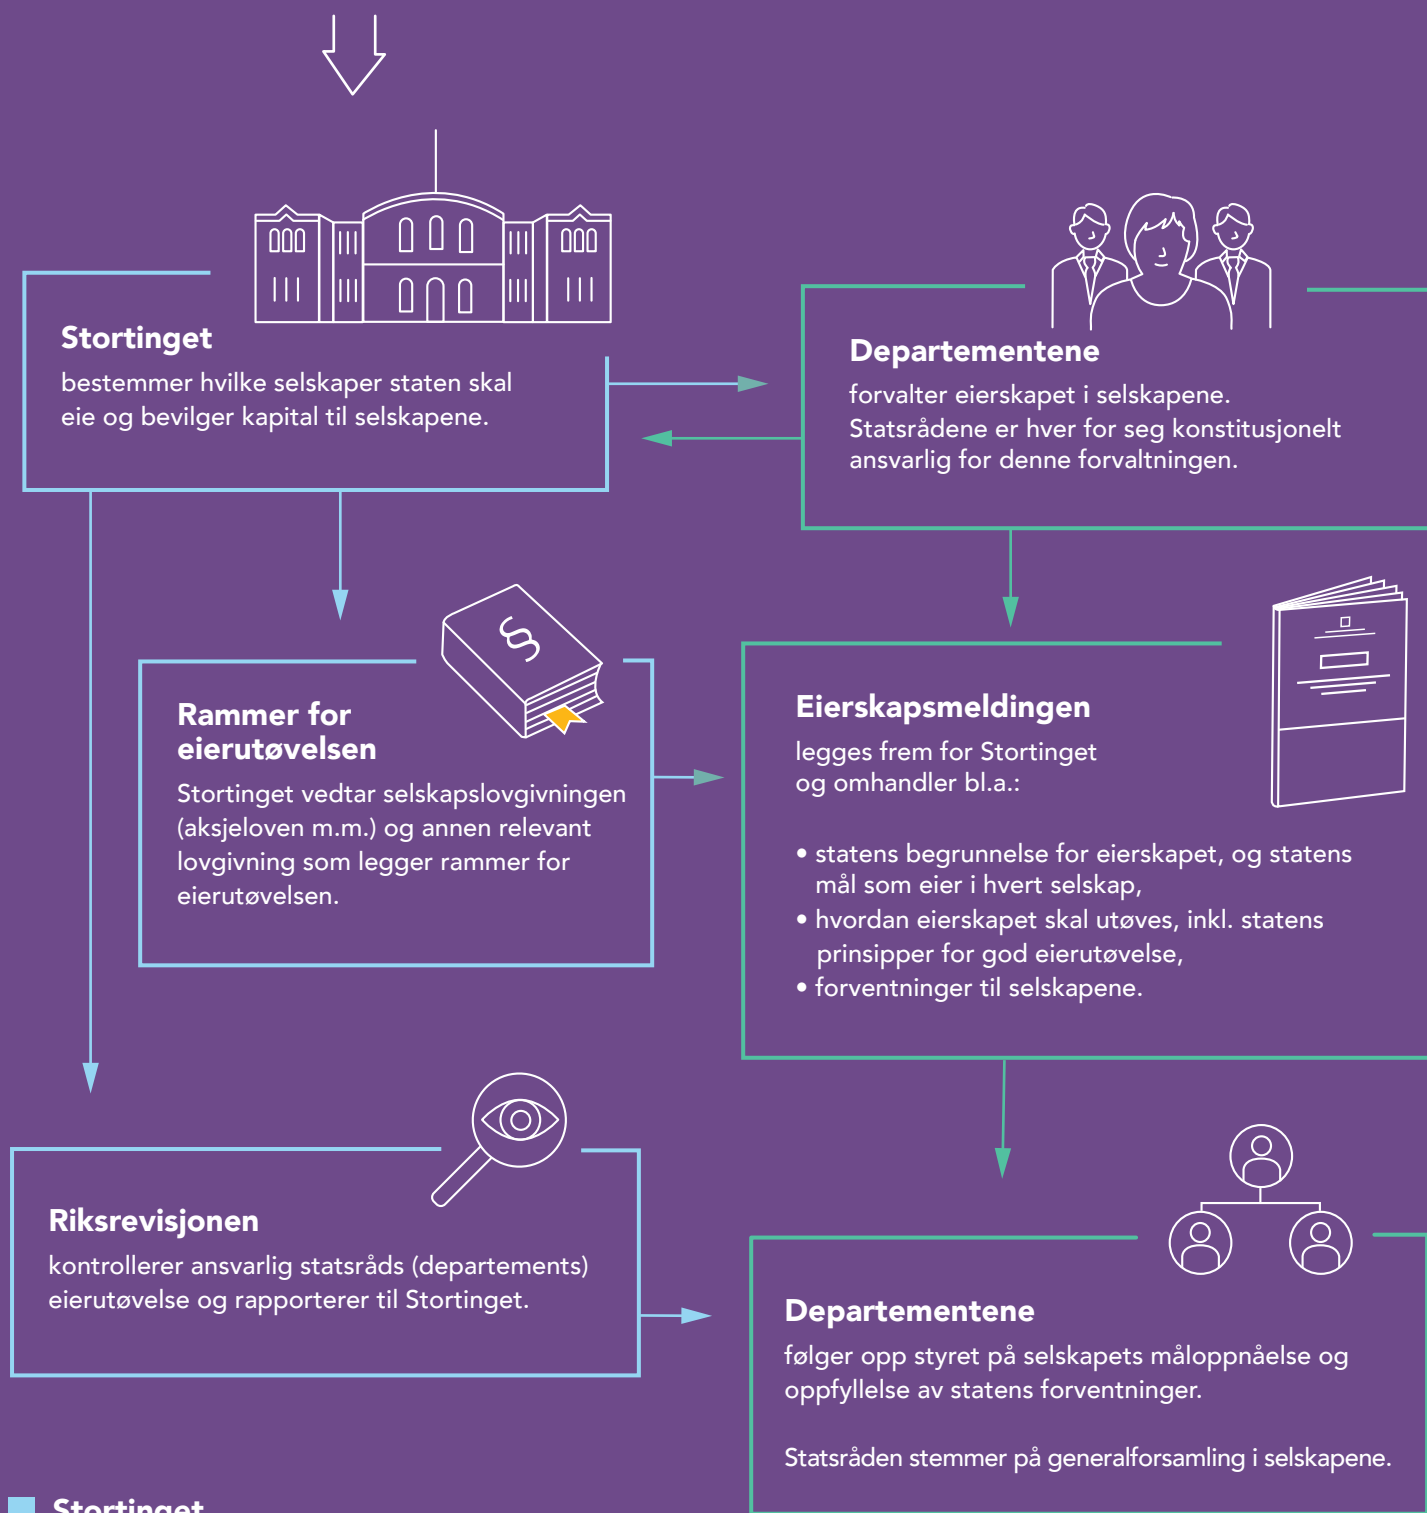 Stortinget
bestemmer hvilke selskaper staten skal
eie og bevilger kapital til selskapene.
Departementene
forvalter eierskapet i selskapene.
Statsrådene er hver for seg konstitusjonelt
ansvarlig for denne forvaltningen.
§
Rammer for
eierutøvelsen
Stortinget vedtar selskapslovgivningen
(aksjeloven m.m.) og annen relevant
lovgivning som legger rammer for
eierutøvelsen.
Eierskapsmeldingen
legges frem for Stortinget
og omhandler bl.a.:
• statens begrunnelse for eierskapet, og statens
mål som eier i hvert selskap,
• hvordan eierskapet skal utøves, inkl. statens
prinsipper for god eierutøvelse,
• forventninger til selskapene.
Riksrevisjonen
kontrollerer ansvarlig statsråds (departements)
eierutøvelse og rapporterer til Stortinget.
Departementene
følger opp styret på selskapets måloppnåelse og
oppfyllelse av statens forventninger.
Statsråden stemmer på generalforsamling i selskapene.
Stortinget